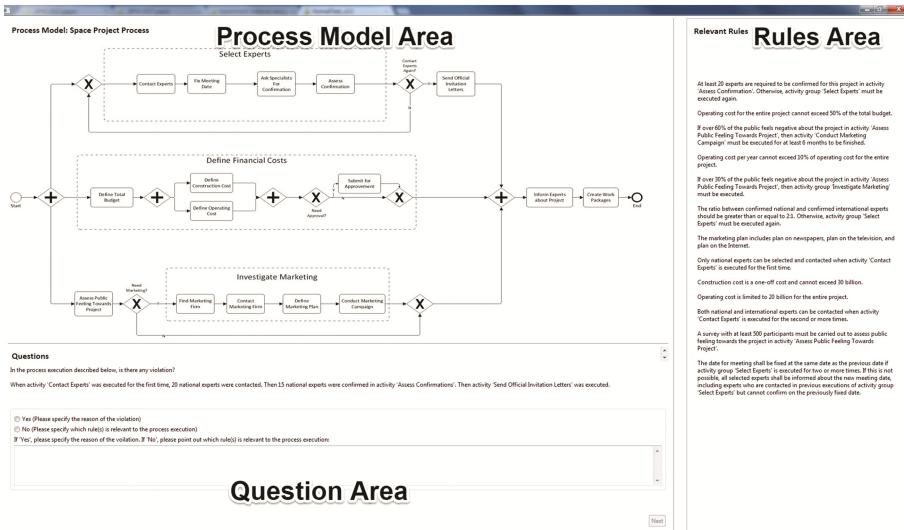 Process Model: Space Project Process
Process Model Area
Select Experts
Contact Experts
Fix Meeting
Date
Ask Specialists
For
Confirmation
Assess
Confirmation
Contact
Experts
Again?
Send Official
Invitation
Letters
X
X
Define Financial Costs
Start
Define Total
Budget
Define
Construction Cost
Define Operating
Cost
X
Need
Approval?
Submit for
Approvement
X
Inform Experts
about Project
Create Work
Packages
End
Investigate Marketing
Assess Public
Feeling Towards
Project
Need
Marketing?
X
Find Marketing
Firm
Contact
Marketing Firm
Define
Marketing Plan
Conduct Marketing
Campaign
X
Questions
In the process execution described below, is there any violation?
When activity 'Contact Experts' was executed for the first time, 20 national experts were contacted. Then 15 national experts were confirmed in activity 'Assess Confirmations'. Then activity 'Send Official Invitation Letters' was executed.
Yes (Please specify the reason of the violation)
No (Please specify which rule(s) is relevant to the process execution)
If 'Yes', please specify the reason of the voilation. If 'No', please point out which rule(s) is relevant to the process execution:
Question Area
Next
Relevant Rules
Rules Area
At least 20 experts are required to be confirmed for this project in activity
'Assess Confirmation'. Otherwise, activity group 'Select Experts' must be
executed again.
Operating cost for the entire project cannot exceed 50% of the total budget.
If over 60% of the public feels negative about the project in activity 'Assess
Public Feeling Towards Project', then activity 'Conduct Marketing
Campaign' must be executed for at least 6 months to be finished.
Operating cost per year cannot exceed 10% of operating cost for the entire
project.
If over 30% of the public feels negative about the project in activity 'Assess
Public Feeling Towards Project', then activity group 'Investigate Marketing'
must be executed.
The ratio between confirmed national and confirmed international experts
should be greater than or equal to 2:1. Otherwise, activity group 'Select
Experts' must be executed again.
The marketing plan includes plan on newspapers, plan on the television, and
plan on the Internet.
Only national experts can be selected and contacted when activity 'Contact
Experts' is executed for the first time.
Construction cost is a one-off cost and cannot exceed 30 billion.
Operating cost is limited to 20 billion for the entire project.
Both national and international experts can be contacted when activity
'Contact Experts' is executed for the second or more times.
A survey with at least 500 participants must be carried out to assess public
feeling towards the project in activity 'Assess Public Feeling Towards
Project'.
The date for meeting shall be fixed at the same date as the previous date if
activity group 'Select Experts' is executed for two or more times. If this is not
possible, all selected experts shall be informed about the new meeting date,
including experts who are contacted in previous executions of activity group
'Select Experts' but cannot confirm on the previously fixed date.